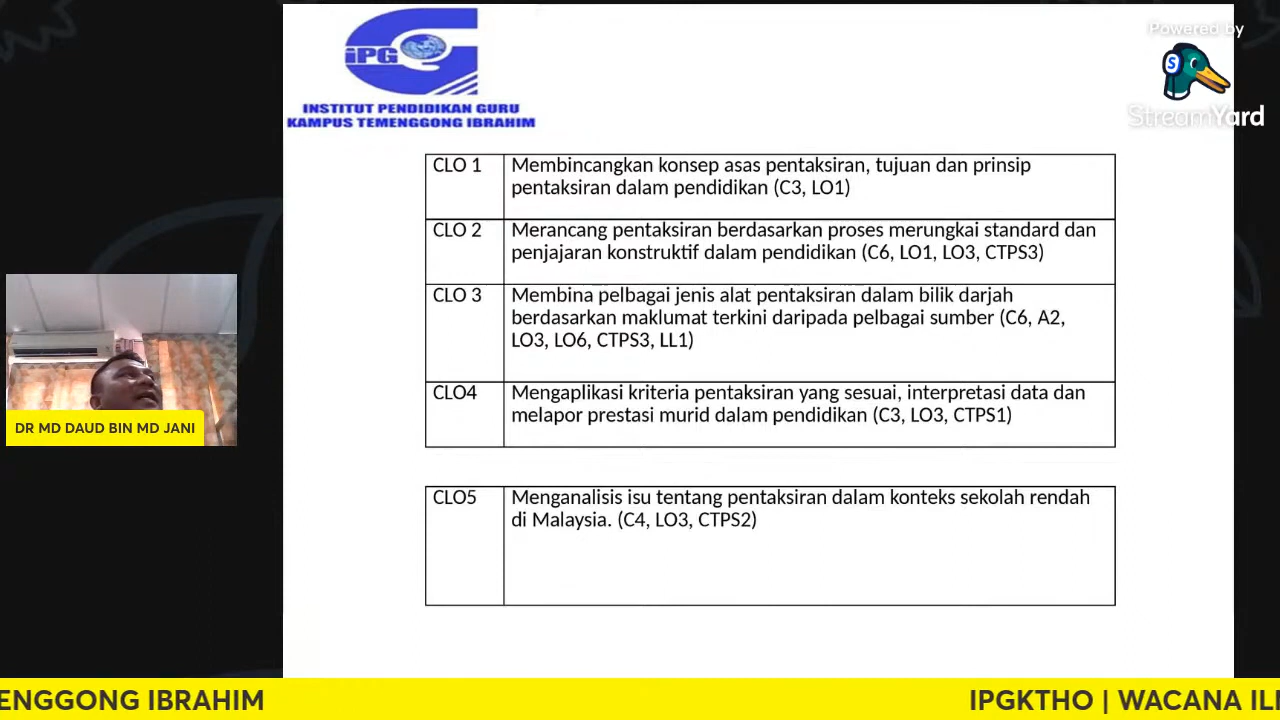 iPG
INSTITUT PENDIDIKAN GURU
KAMPUS TEMENGGONG IBRAHIM
Powered by
S
StreamYard
CLO 1
Membincangkan konsep asas pentaksiran, tujuan dan prinsip
pentaksiran dalam pendidikan (C3, LO1)
CLO 2
Merancang pentaksiran berdasarkan proses merungkai standard dan
penjajaran konstruktif dalam pendidikan (C6, LO1, LO3, CTPS3)
CLO 3
Membina pelbagai jenis alat pentaksiran dalam bilik darjah
berdasarkan maklumat terkini daripada pelbagai sumber (C6, A2,
LO3, LO6, CTPS3, LL1)
CLO4
Mengaplikasi kriteria pentaksiran yang sesuai, interpretasi data dan
melapor prestasi murid dalam pendidikan (C3, LO3, CTPS1)
CLO5
Menganalisis isu tentang pentaksiran dalam konteks sekolah rendah
di Malaysia. (C4, LO3, CTPS2)
DR MD DAUD BIN MD JANI
ENGGONG IBRAHIM
IPGKTHO | WACANA IL